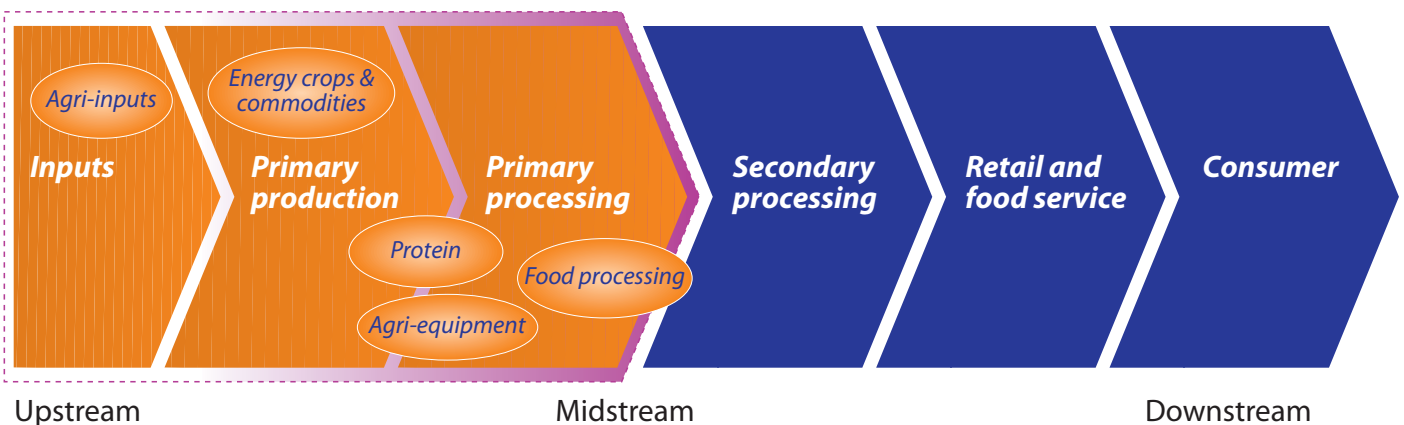 Agri-inputs
Energy crops &
commodities
Inputs
Primary
production
Primary
processing
Secondary
processing
Retail and
food service
Consumer
Protein
Food processing
Agri-equipment
Upstream
Midstream
Downstream